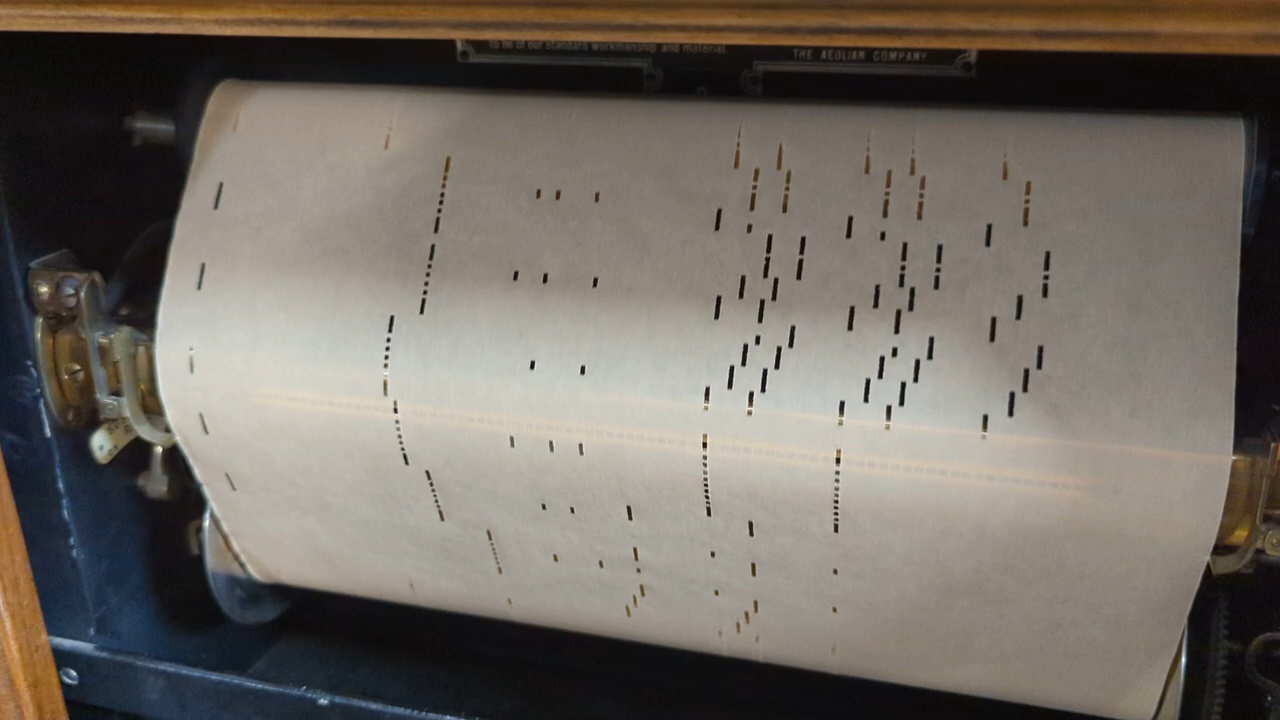 to be of our standard workmanship and material.
THE AEOLIAN COMPANY